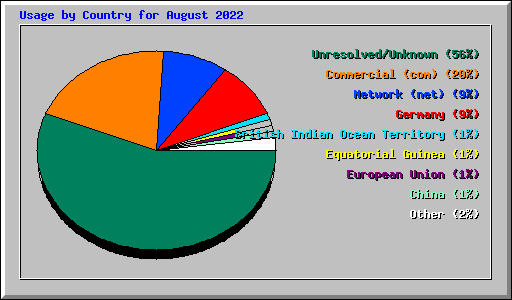 Usage by Country for August 2022
Unresolved/Unknown (56%)
Commercial (com) (20%)
Network (net) (9%)
Germany (9%)
British Indian Ocean Territory (1%)
Equatorial Guinea (1%)
European Union (1%)
China (1%)
Other (2%)